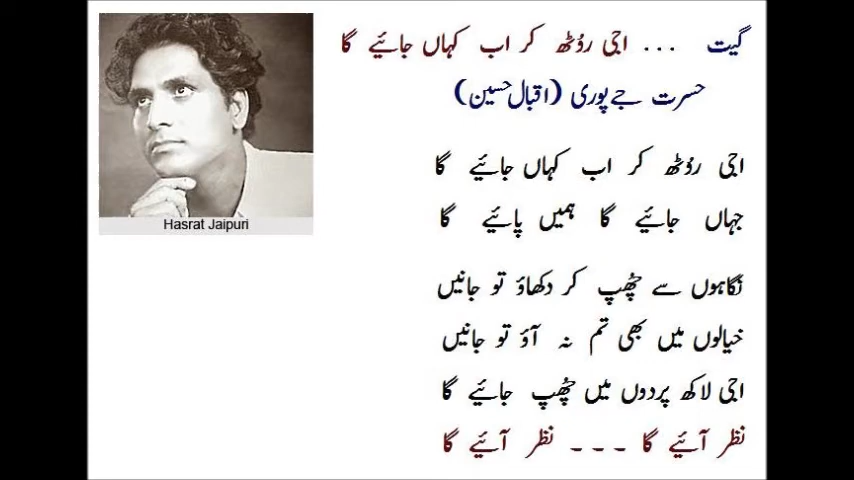 گیت ... اجی رُوٹھ کر اب کہاں جائیے گا
حسرت جے پوری (اقبال حسین)
اجی رُوٹھ کر اب کہاں جائیے گا
جہاں جائیے گا ہمیں پائیے گا
نگاہوں سے چُھپ کر دکھاؤ تو جانیں
خیالوں میں بھی تم نہ آؤ تو جانیں
اجی لاکھ پردوں میں چُھپ جائیے گا
نظر آئیے گا - - - نظر آئیے گا
Hasrat Jaipuri